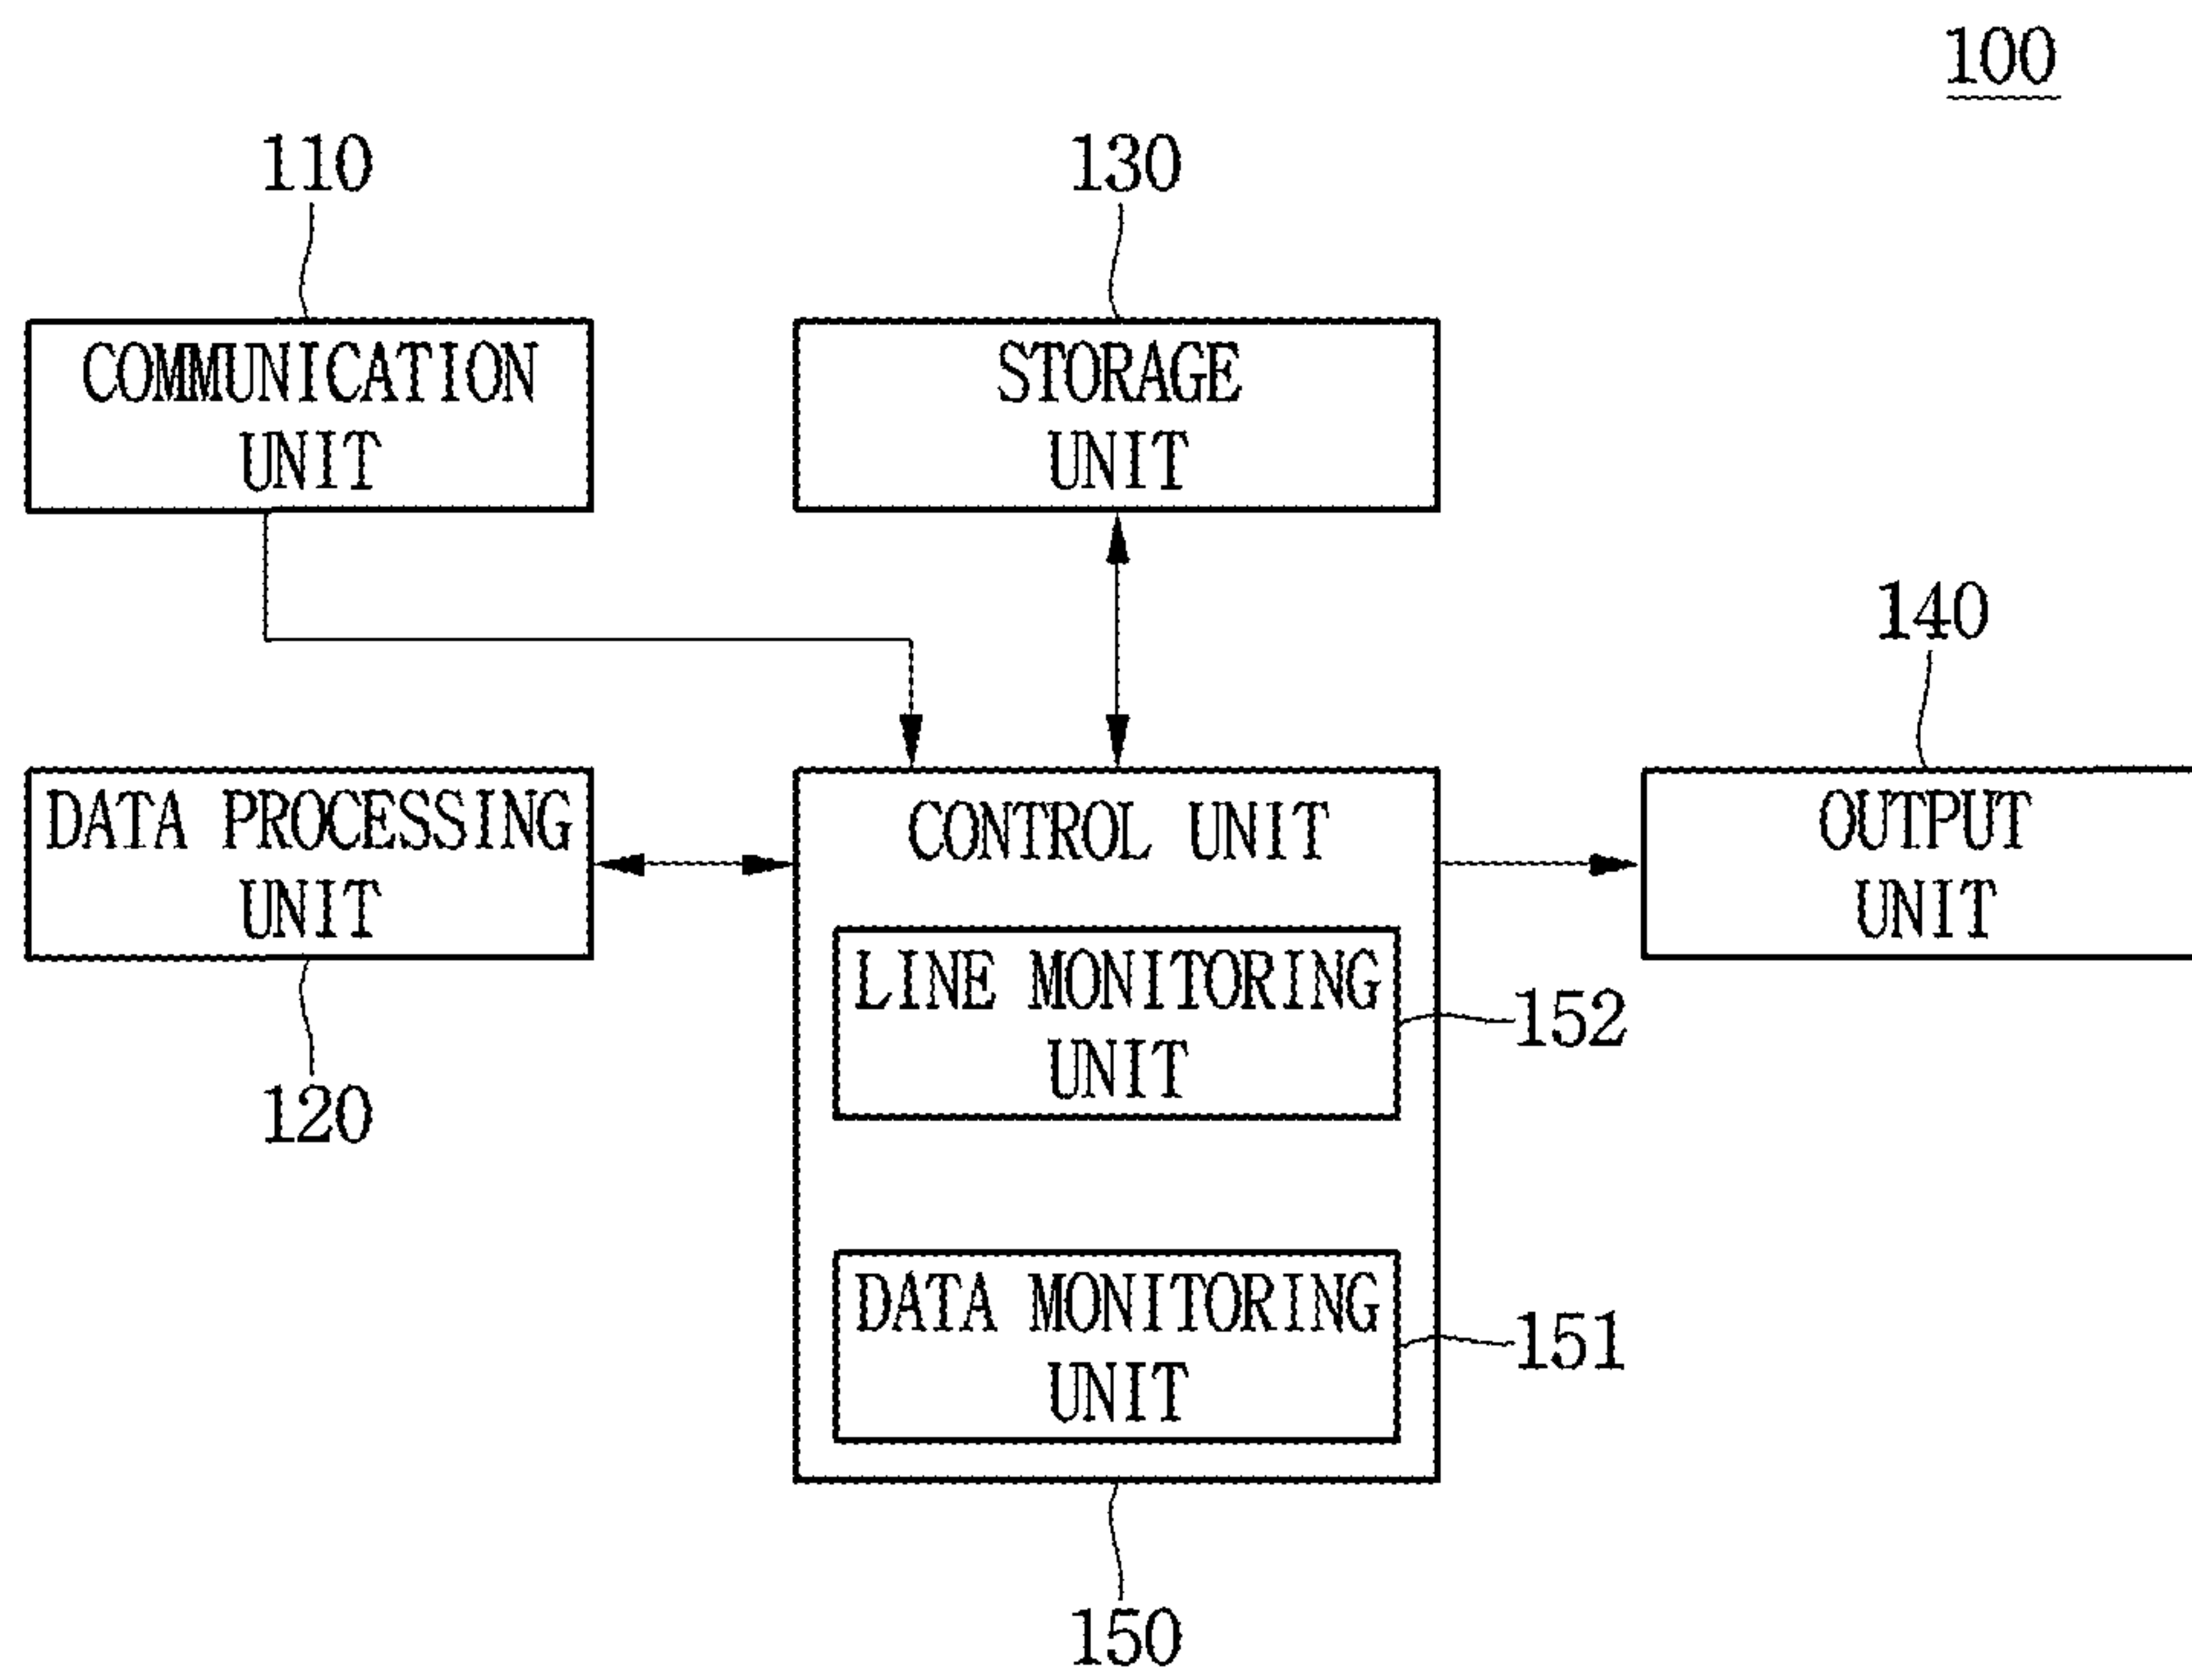 100
110
130
COMMUNICATION
UNIT
STORAGE
UNIT
140
DATA PROCESSING
UNIT
CONTROL UNIT
OUTPUT
UNIT
LINE MONITORING
UNIT
152
120
DATA MONITORING
UNIT
151
150